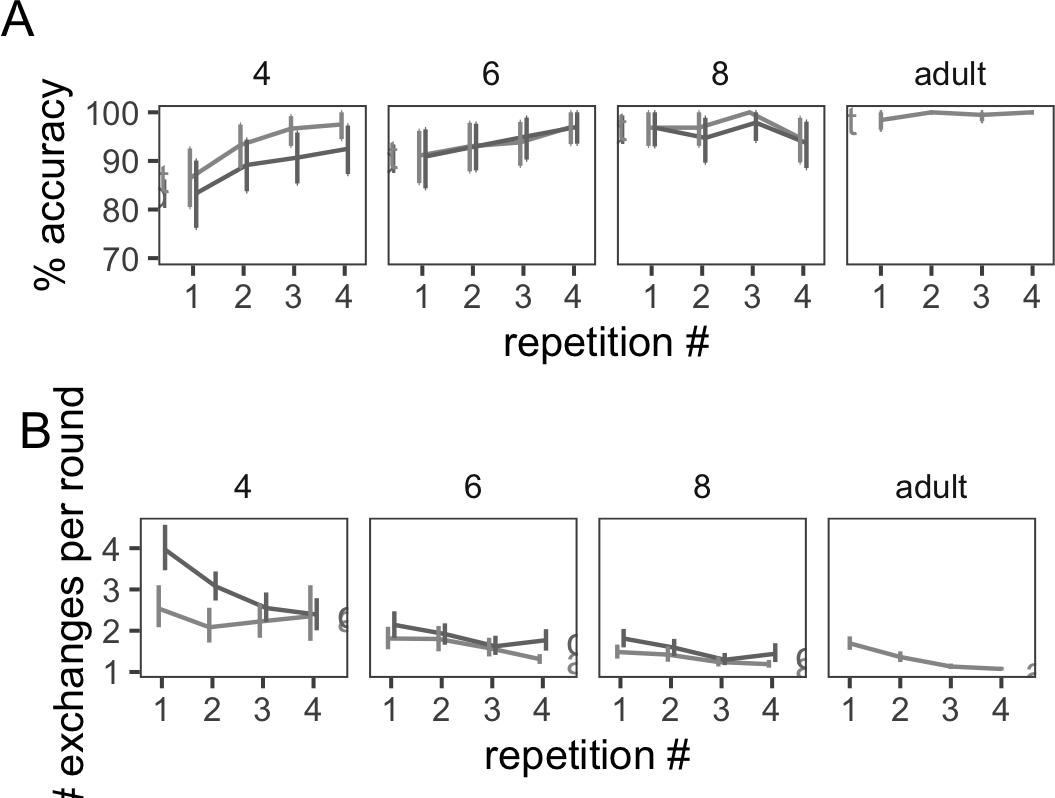 A
4 6 8 adult
% accuracy
100
90
80
70
1 2 3 4 1 2 3 4 1 2 3 4 1 2 3 4
repetition #
B
4 6 8 adult
# exchanges per round
4
3
2
1
1 2 3 4 1 2 3 4 1 2 3 4 1 2 3 4
repetition #